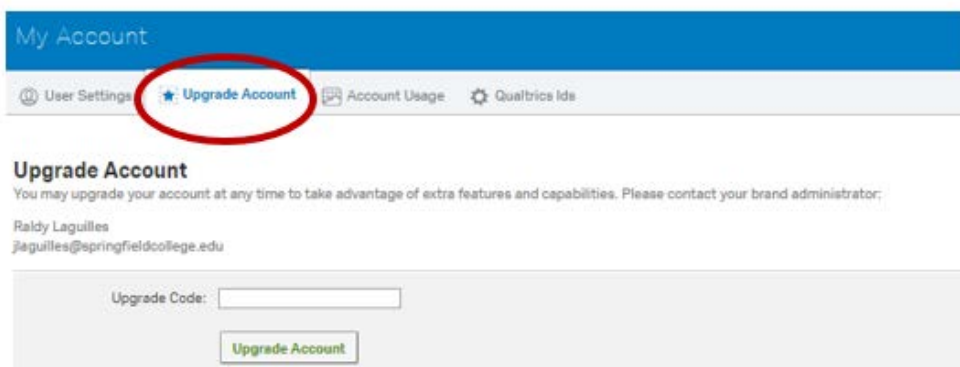 My Account
User Settings Upgrade Account Account Usage Qualtrics Ids
Upgrade Account
You may upgrade your account at any time to take advantage of extra features and capabilities. Please contact your brand administrator:
Raldy Laguilles
jlaguilles@springfieldcollege.edu
Upgrade Code:
Upgrade Account